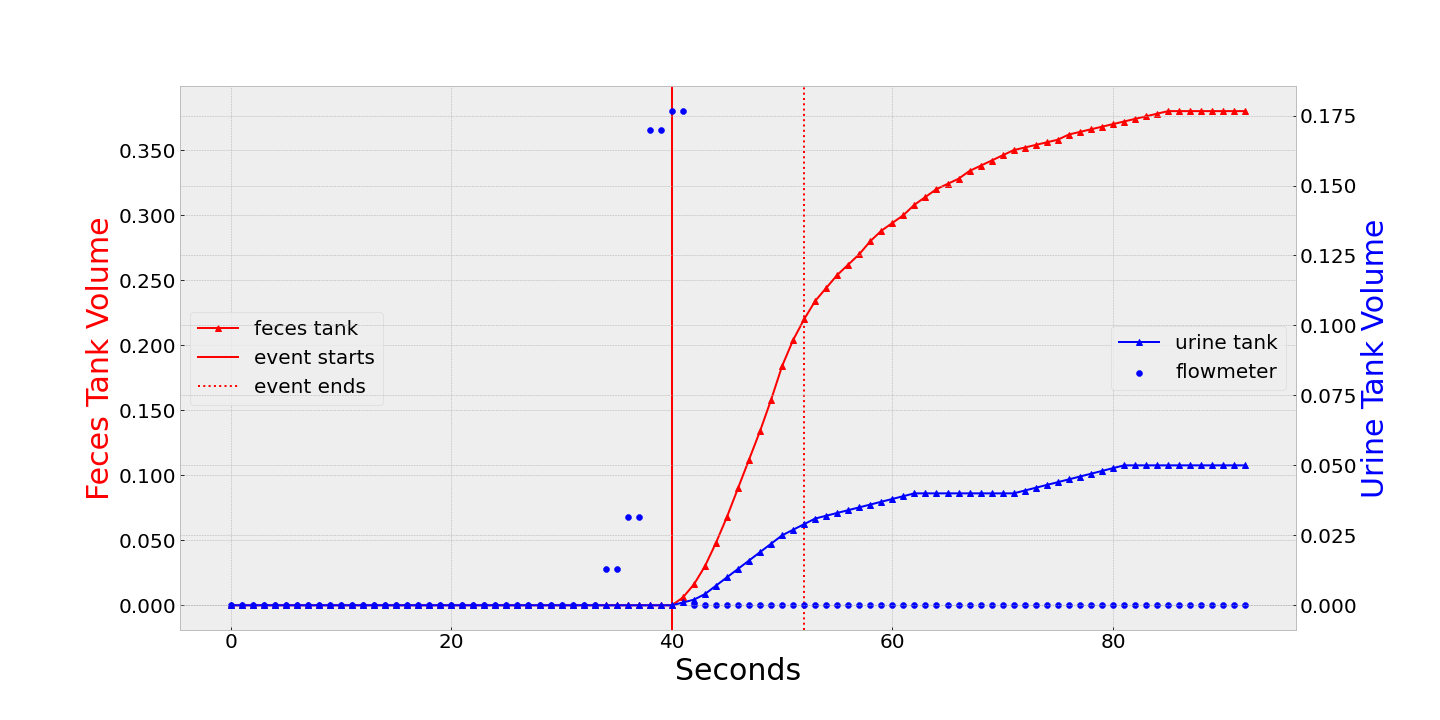 Feces Tank Volume
0.350
0.300
0.250
0.200
0.150
0.100
0.050
0.000
feces tank
event starts
event ends
0
20
40
60
80
Seconds
urine tank
flowmeter
0.175
0.150
0.125
0.100
0.075
0.050
0.025
0.000
Urine Tank Volume